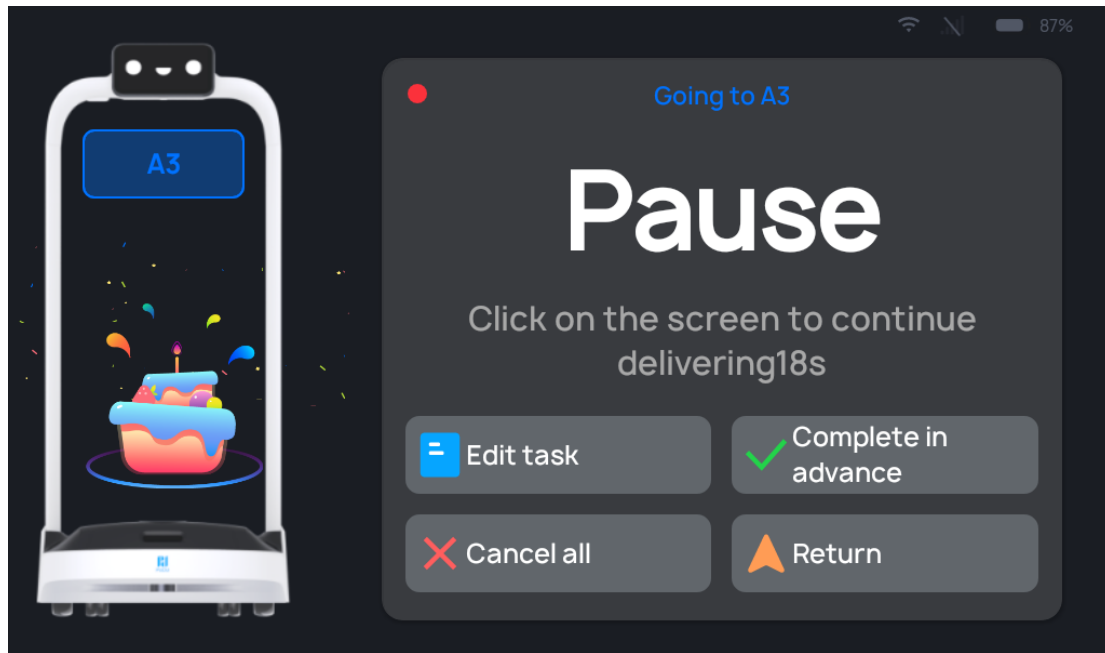 87%
Going to A3
A3
Pause
Click on the screen to continue
delivering18s
Edit task
Complete in
advance
Cancel all
Return